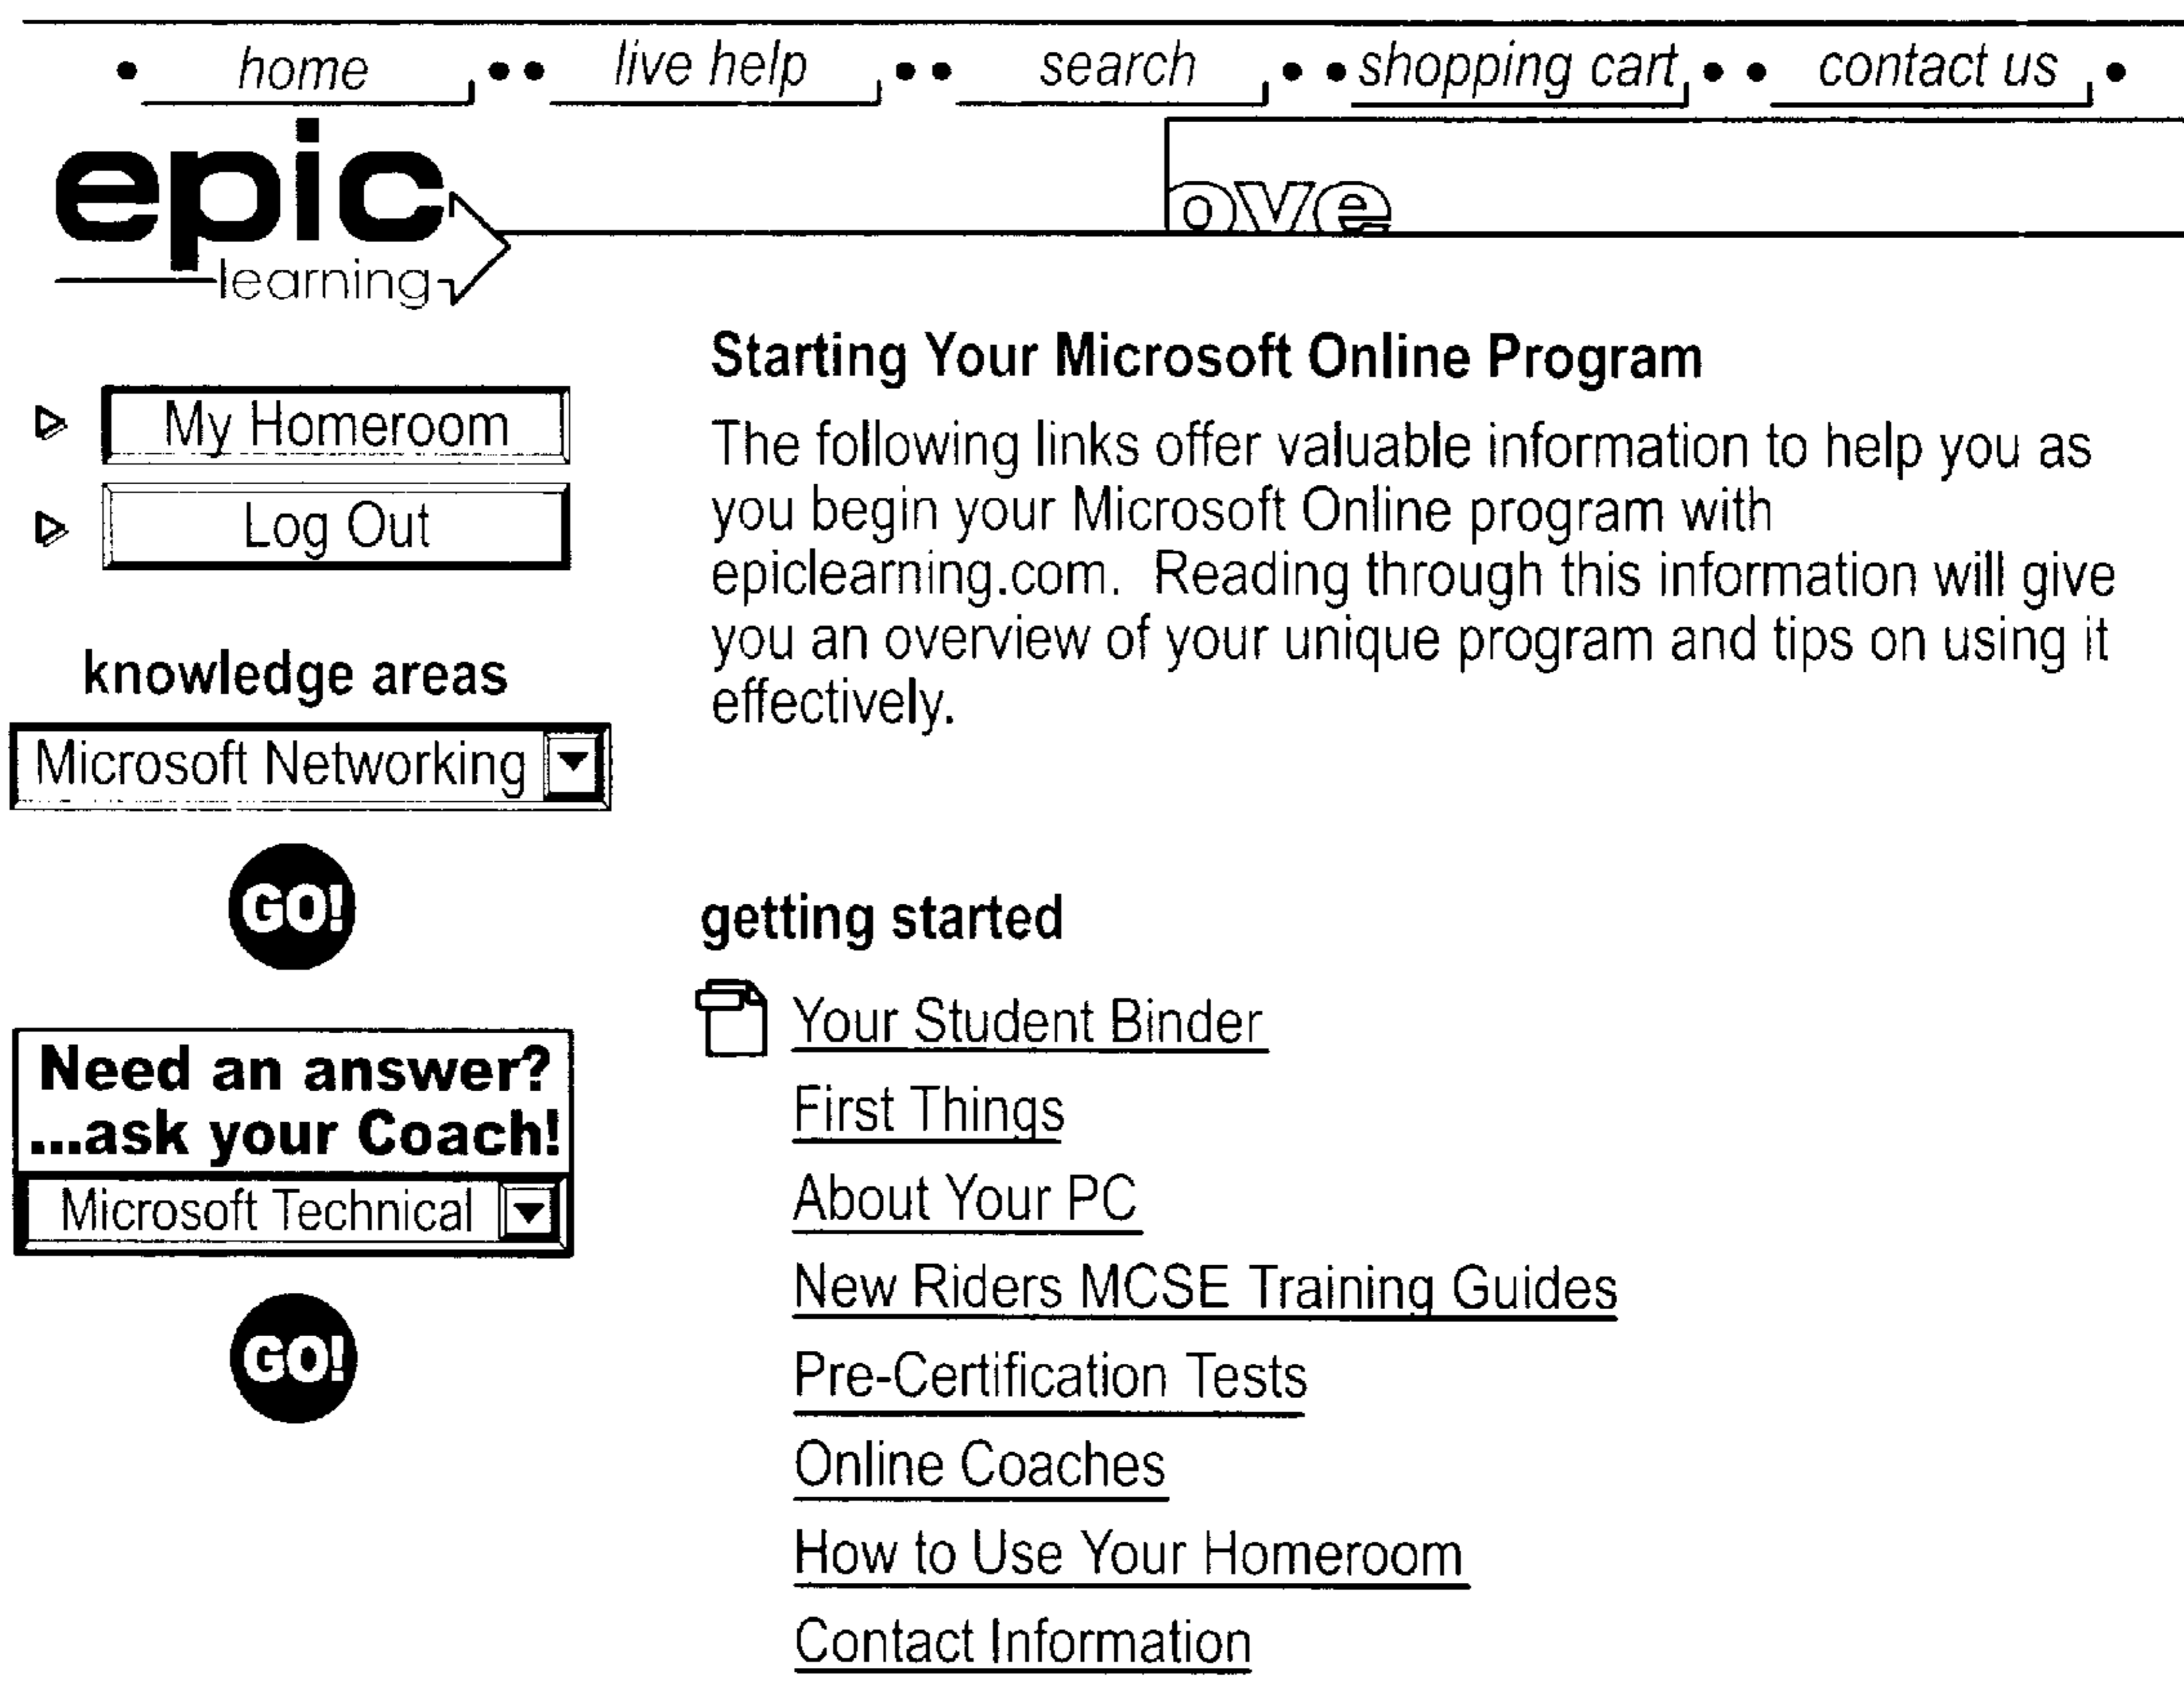 home live help search shopping cart contact us
epic
learning
ove
My Homeroom
Log Out
knowledge areas
Microsoft Networking
GO!
Need an answer?
...ask your Coach!
Microsoft Technical
GO!
Starting Your Microsoft Online Program
The following links offer valuable information to help you as
you begin your Microsoft Online program with
epiclearning.com. Reading through this information will give
you an overview of your unique program and tips on using it
effectively.
getting started
Your Student Binder
First Things
About Your PC
New Riders MCSE Training Guides
Pre-Certification Tests
Online Coaches
How to Use Your Homeroom
Contact Information